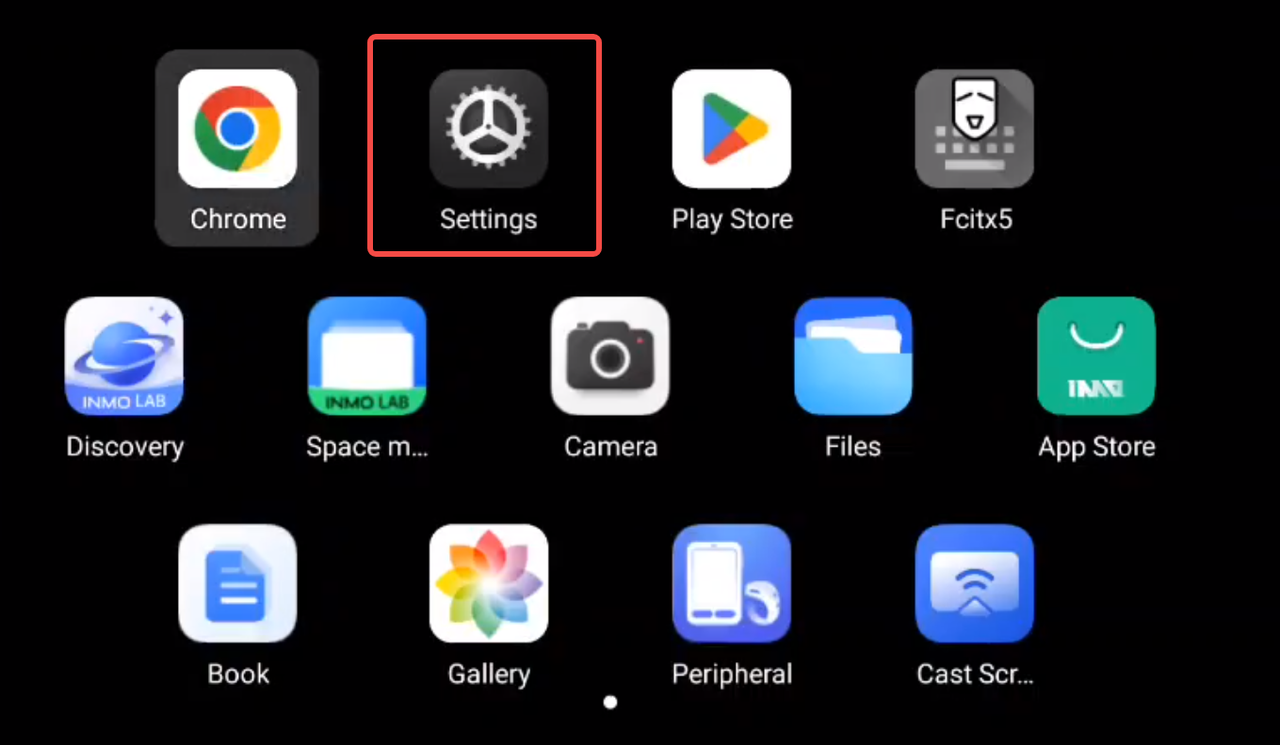 Chrome
Settings
Play Store
Fcitx5
INMO LAB
INMO LAB
INMO
Discovery
Space m...
Camera
Files
App Store
Book
Gallery
Peripheral
Cast Scr...